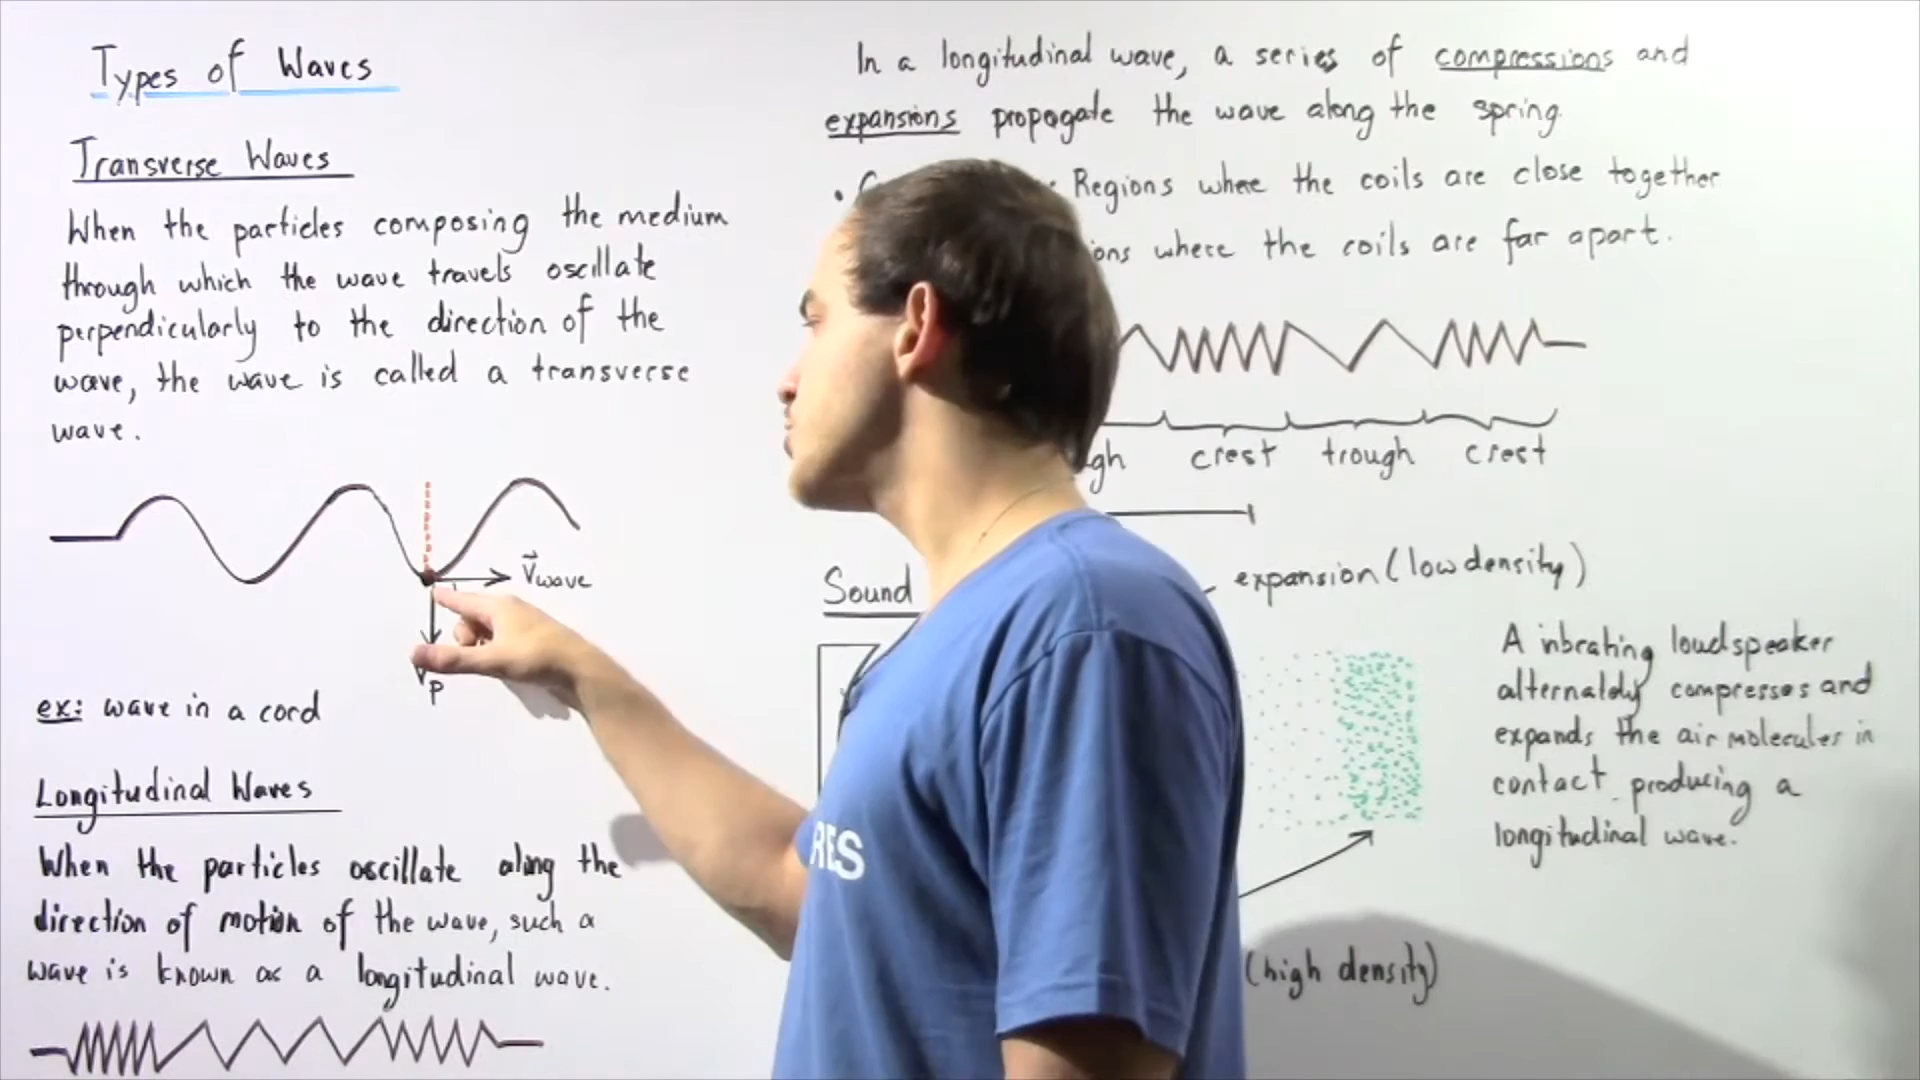 Types of Waves
Transverse Waves
When the particles composing the medium
through which the wave travels oscillate
perpendicularly to the direction of the
wave, the wave is called a transverse
wave.
Vwave
P
ex: wave in a cord
Longitudinal Waves
When the particles oscillate along the
direction of motion of the wave, such a
wave is known as a longitudinal wave.
In a longitudinal wave, a series of compressions and
expansions propagate the wave along the spring.
: Regions where the coils are close together
where the coils are far apart.
crest trough crest
Sound
expansion (low density)
A vibrating loudspeaker
alternately compresses and
expands the air molecules in
contact producing a
longitudinal wave.
(high density)
RES